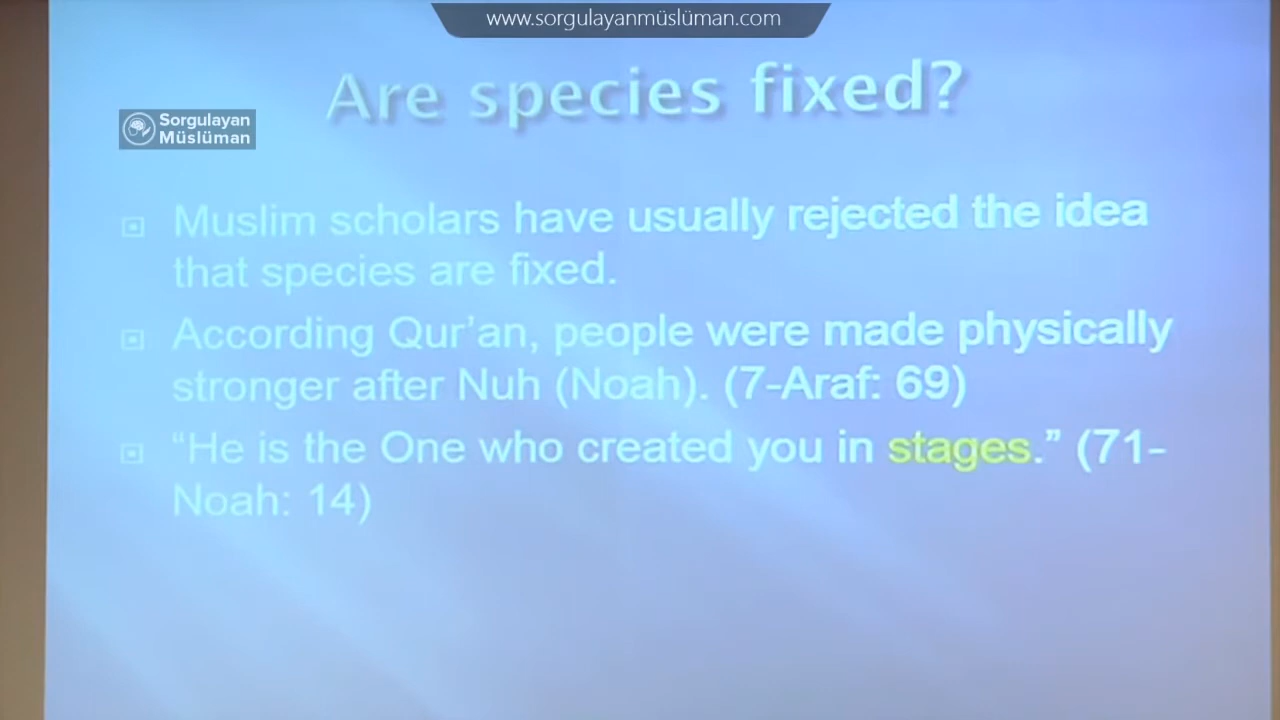 www.sorgulayanmüslüman.com
Are species fixed?
Sorgulayan
Müslüman
Muslim scholars have usually rejected the idea
that species are fixed.
According Qur’an, people were made physically
stronger after Nuh (Noah). (7-Araf: 69)
“He is the One who created you in stages.” (71-
Noah: 14)